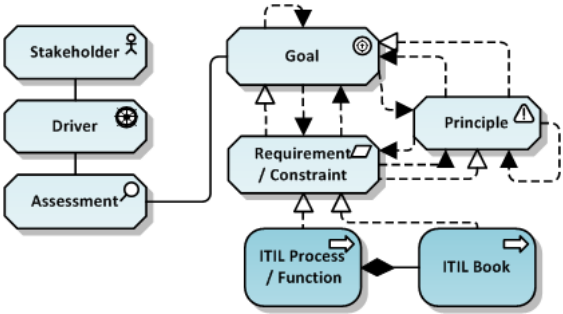 Stakeholder
Goal
Driver
Principle
Requirement
/ Constraint
Assessment
ITIL Process
/ Function
ITIL Book